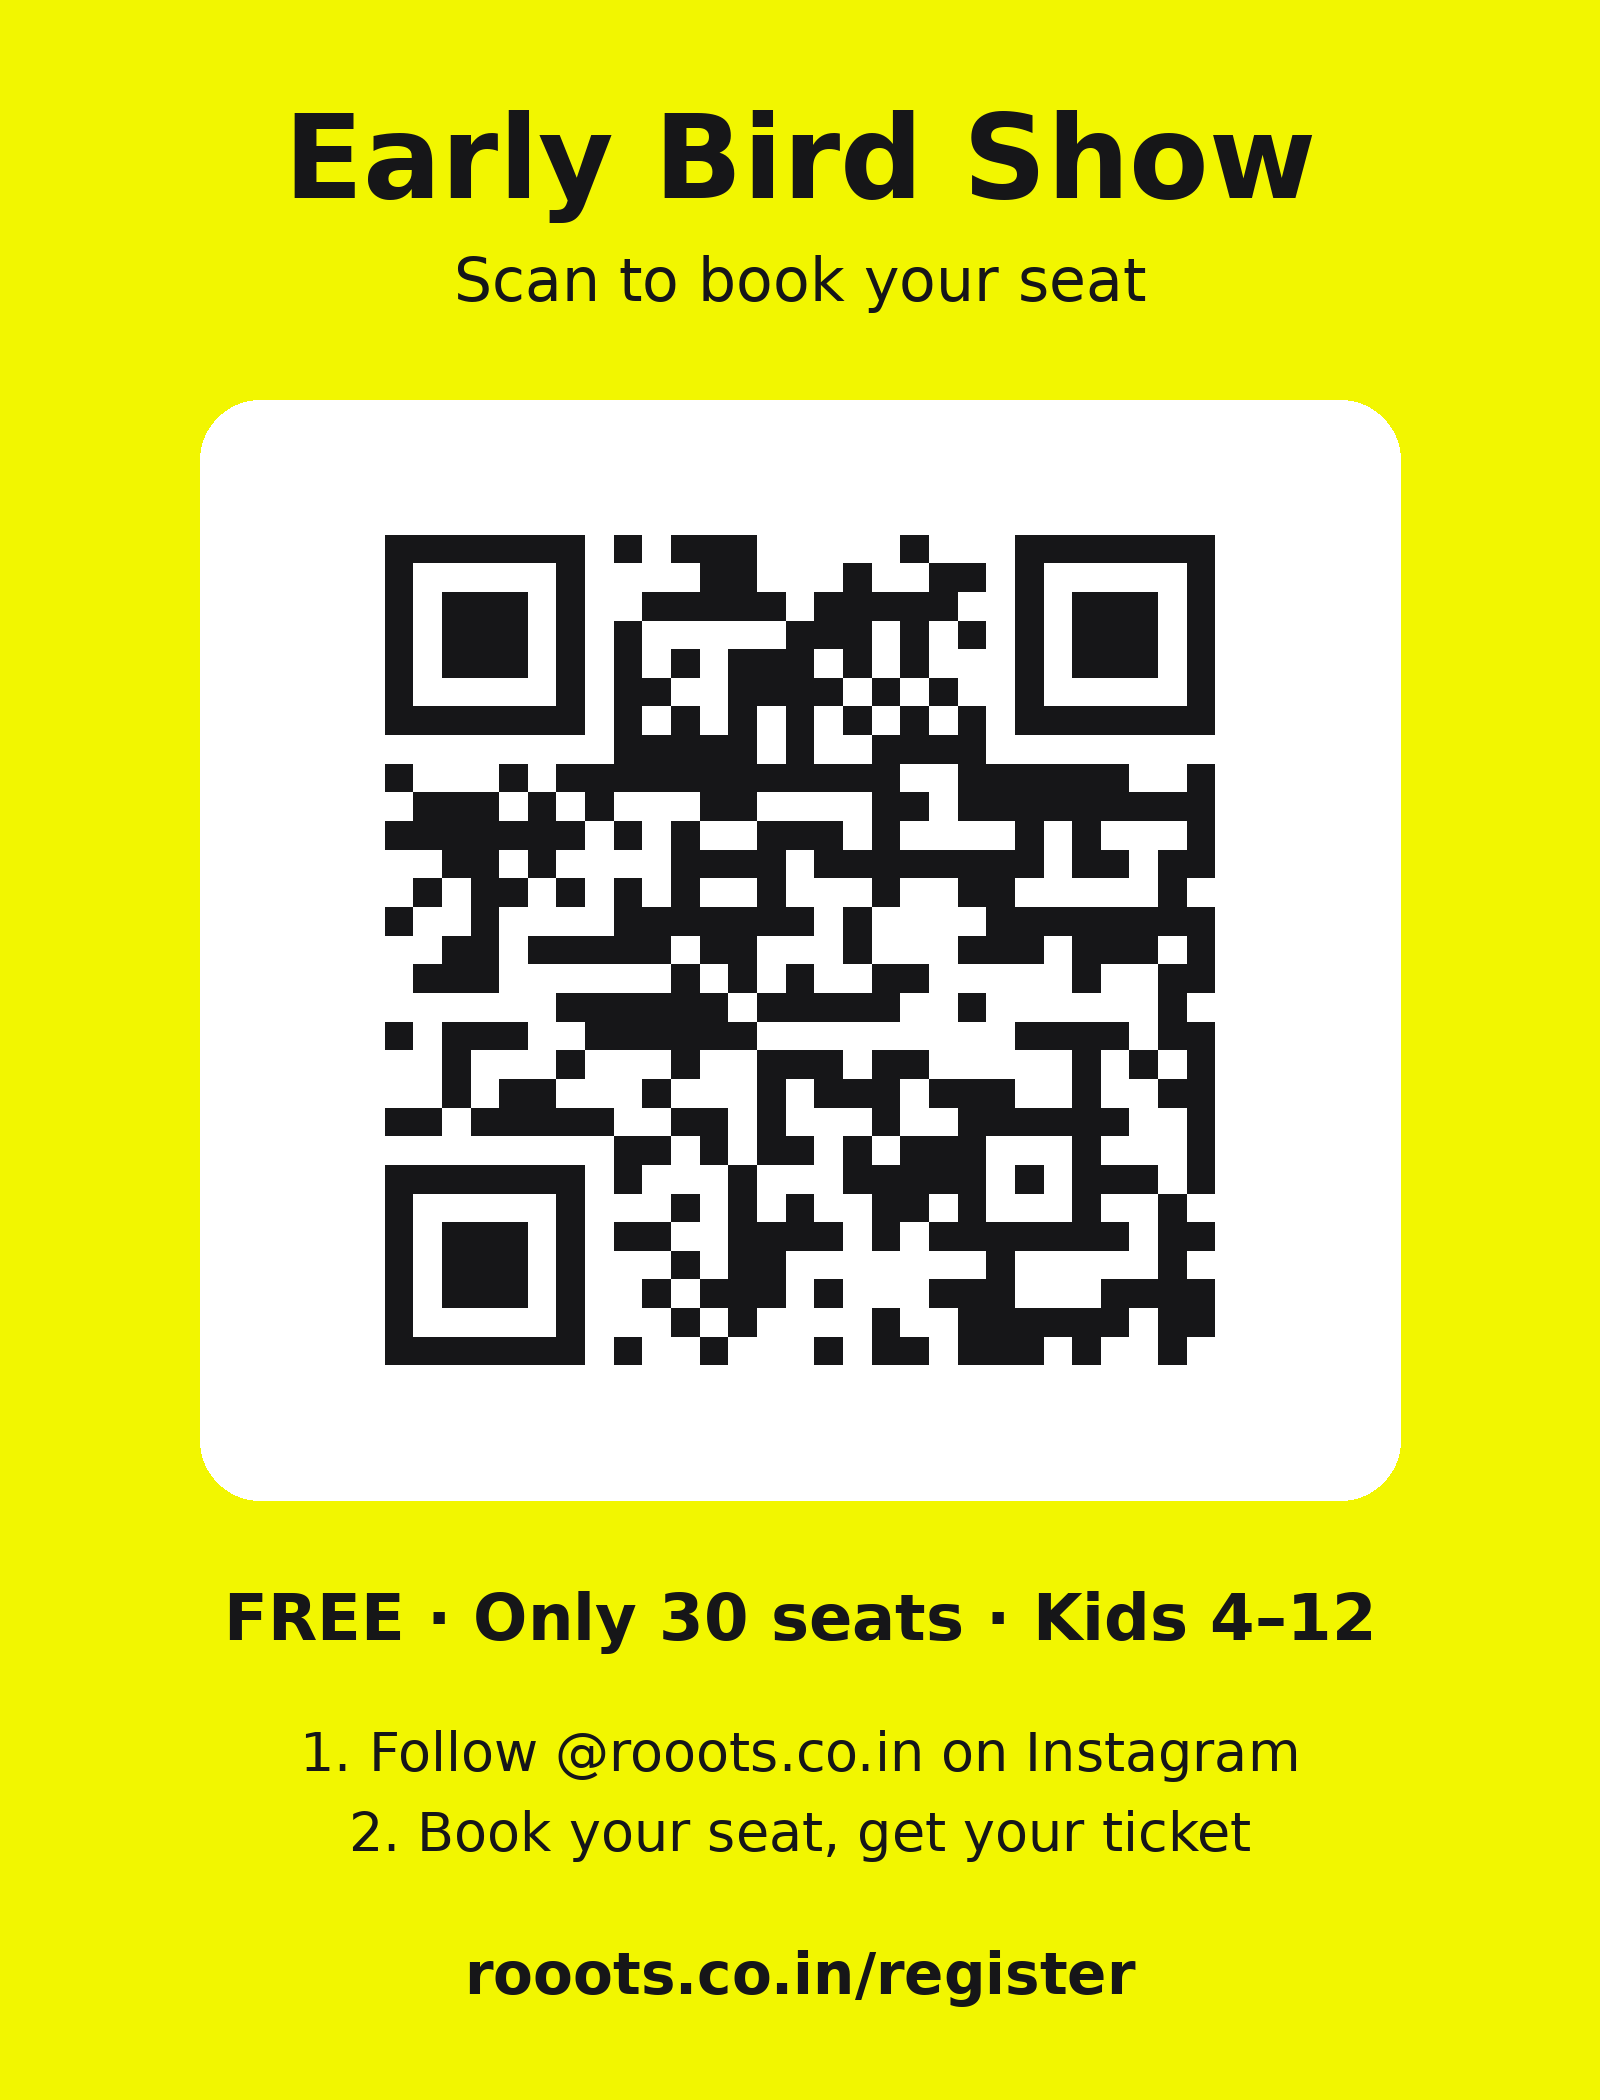 Early Bird Show
Scan to book your seat
FREE · Only 30 seats · Kids 4–12
1. Follow @rooots.co.in on Instagram
2. Book your seat, get your ticket
rooots.co.in/register